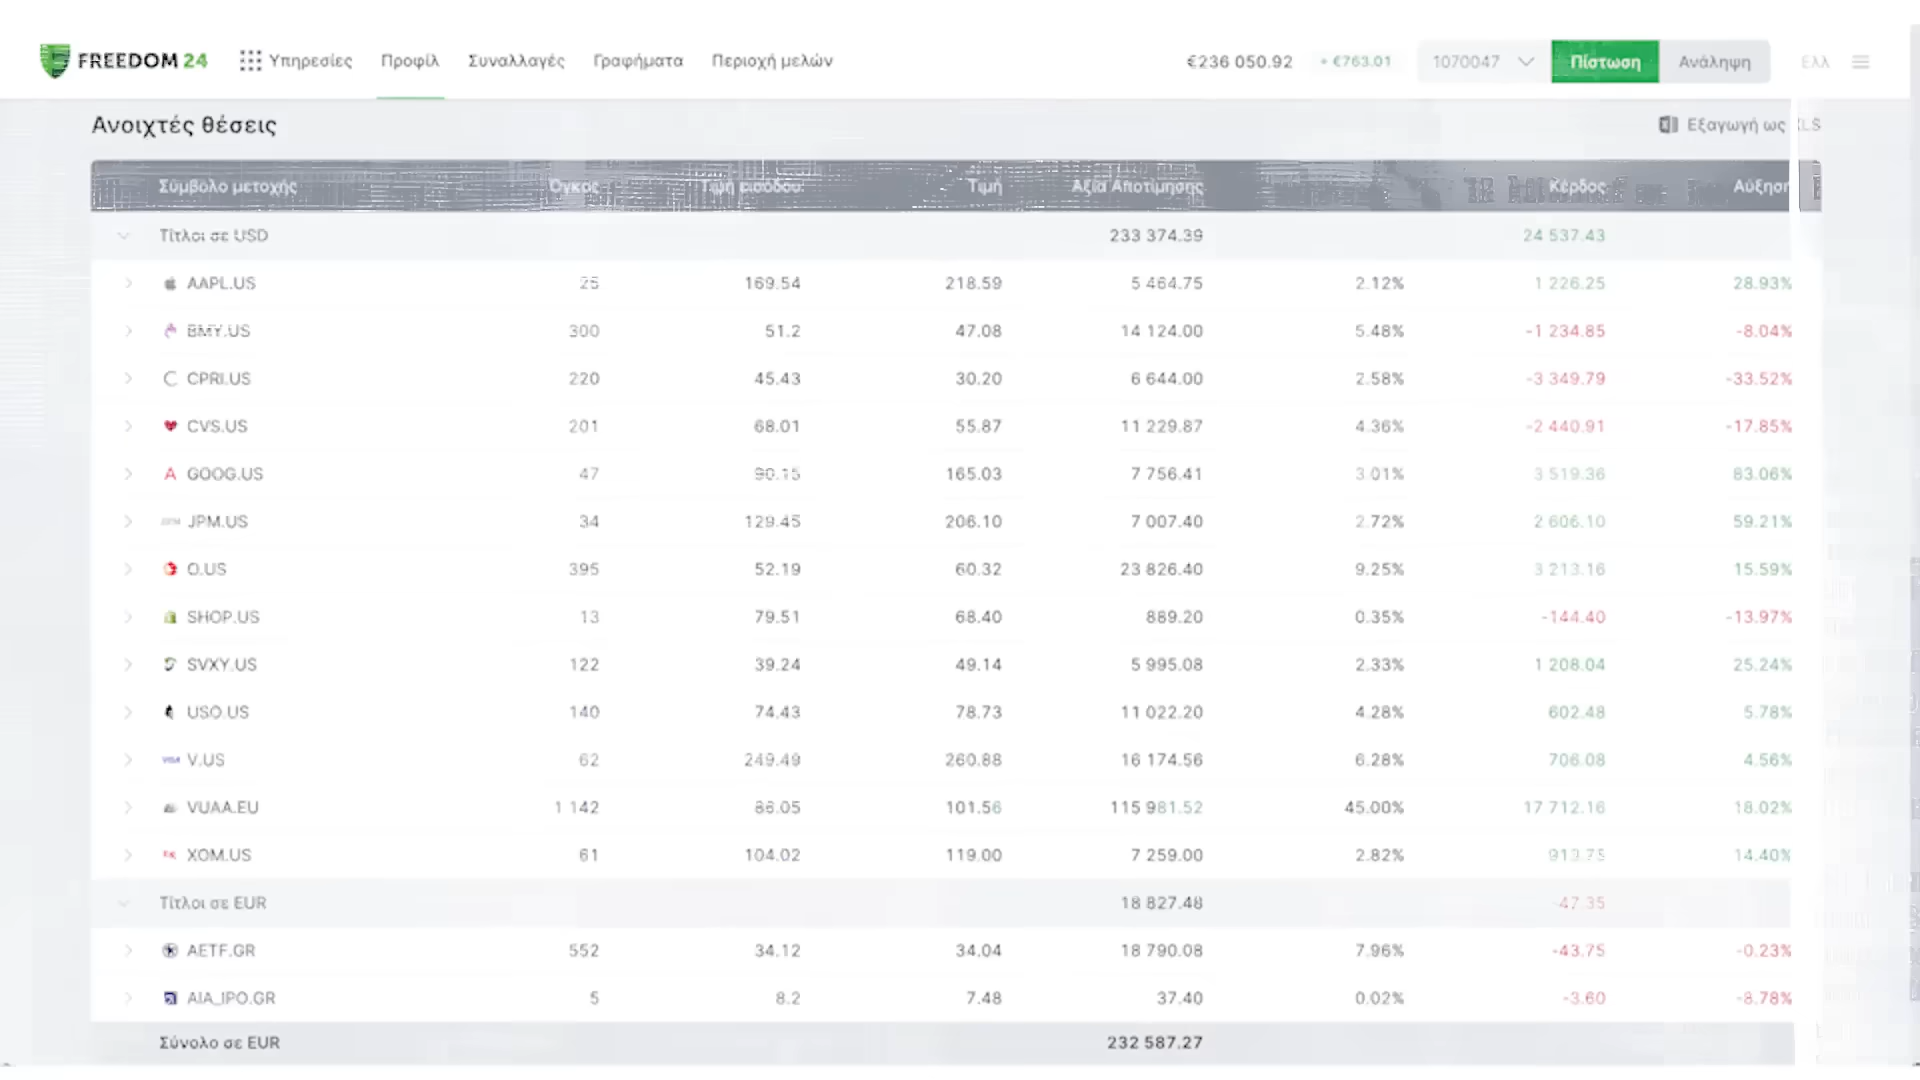 FREEDOM 24 Υπηρεσίες Προφίλ Συναλλαγές Γραφήματα Περιοχή μελών €236 050.92 + €763.01 1070047 Πίστωση Ανάληψη ΕΛΛ
Ανοιχτές θέσεις Εξαγωγή ως XLS
Σύμβολο μετοχής Όγκος Τιμή εισόδου: Τιμή Αξία Αποτίμησης Κέρδος
Τίτλοι σε USD 233 374.39 24 537.43
AAPL.US 25 169.54 218.59 5 464.75 2.12% 1 226.25 28.93%
BMY.US 300 51.2 47.08 14 124.00 5.48% -1 234.85 -8.04%
CPRI.US 220 45.43 30.20 6 644.00 2.58% -3 349.79 -33.52%
CVS.US 201 68.01 55.87 11 229.87 4.36% -2 440.91 -17.85%
GOOG.US 47 90.15 165.03 7 756.41 3.01% 3 519.36 83.06%
JPM.US 34 129.45 206.10 7 007.40 2.72% 2 606.10 59.21%
O.US 395 52.19 60.32 23 826.40 9.25% 3 213.16 15.59%
SHOP.US 13 79.51 68.40 889.20 0.35% -144.40 -13.97%
SVXY.US 122 39.24 49.14 5 995.08 2.33% 1 208.04 25.24%
USO.US 140 74.43 78.73 11 022.20 4.28% 602.48 5.78%
V.US 62 249.49 260.88 16 174.56 6.28% 706.08 4.56%
VUAA.EU 1 142 86.05 101.56 115 981.52 45.00% 17 712.16 18.02%
XOM.US 61 104.02 119.00 7 259.00 2.82% 913.75 14.40%
Τίτλοι σε EUR 18 827.48 -47.35
AETF.GR 552 34.12 34.04 18 790.08 7.96% -43.75 -0.23%
AIA_IPO.GR 5 8.2 7.48 37.40 0.02% -3.60 -8.78%
Σύνολο σε EUR 232 587.27